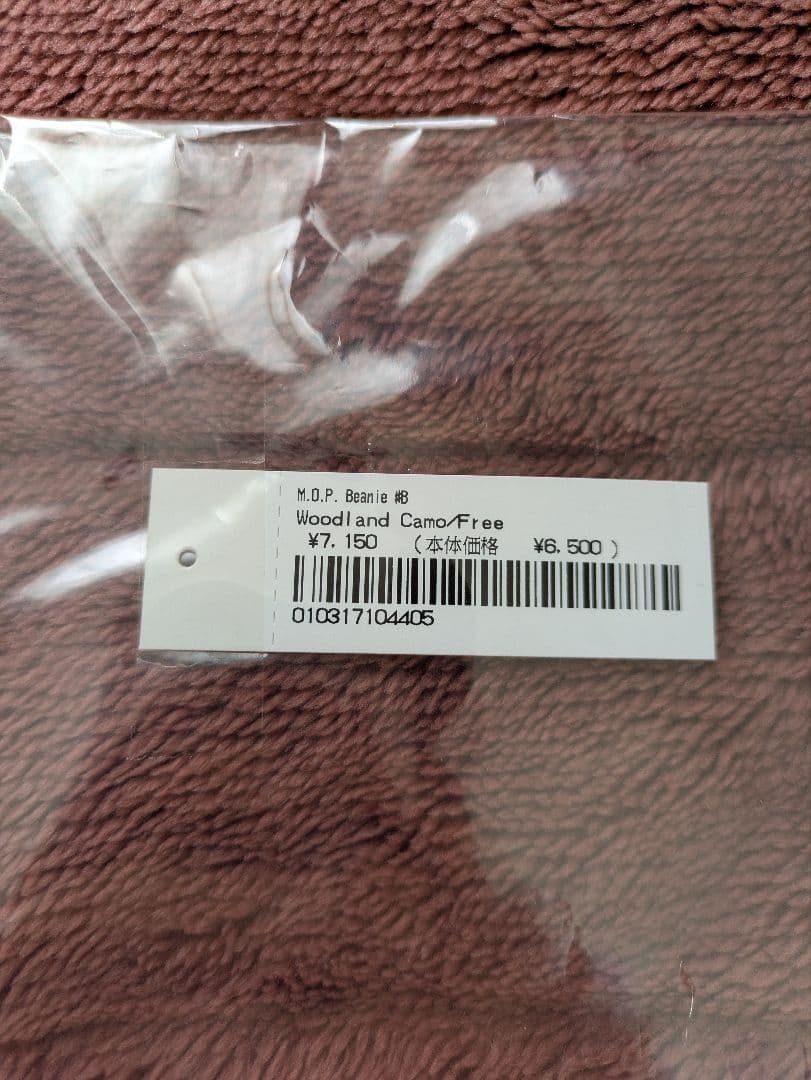 M.O.P. Beanie #B
Woodland Camo/Free
¥7,150 (本体価格 ¥6,500)
010317104405